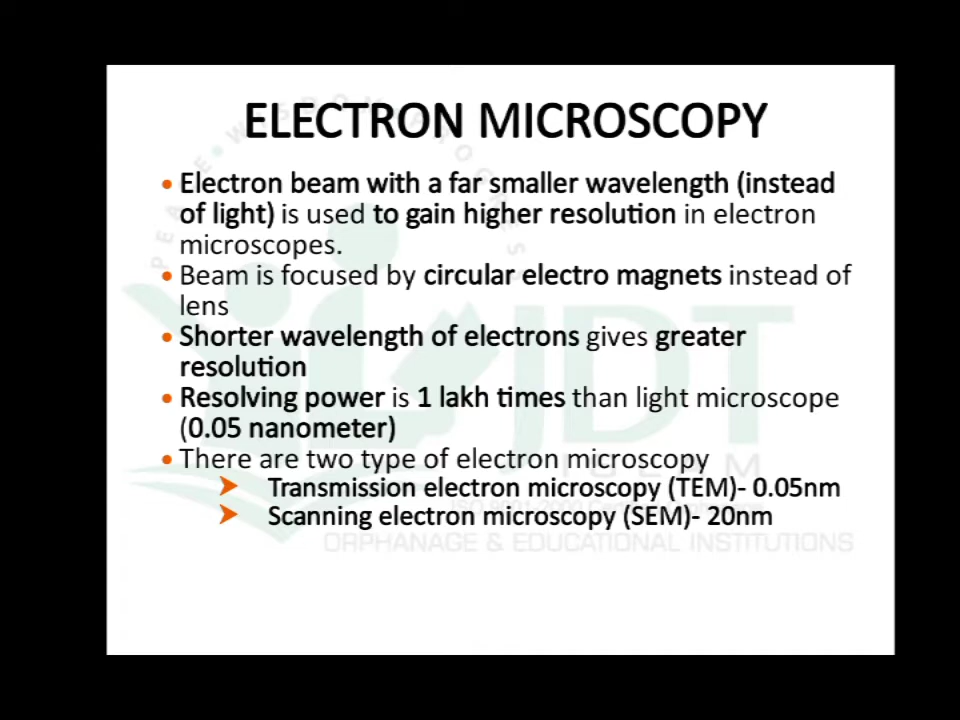 ELECTRON MICROSCOPY
• Electron beam with a far smaller wavelength (instead
of light) is used to gain higher resolution in electron
microscopes.
• Beam is focused by circular electro magnets instead of
lens
• Shorter wavelength of electrons gives greater
resolution
• Resolving power is 1 lakh times than light microscope
(0.05 nanometer)
• There are two type of electron microscopy
➤ Transmission electron microscopy (TEM)- 0.05nm
➤ Scanning electron microscopy (SEM)- 20nm
JDT
ORPHANAGE & EDUCATIONAL INSTITUTIONS